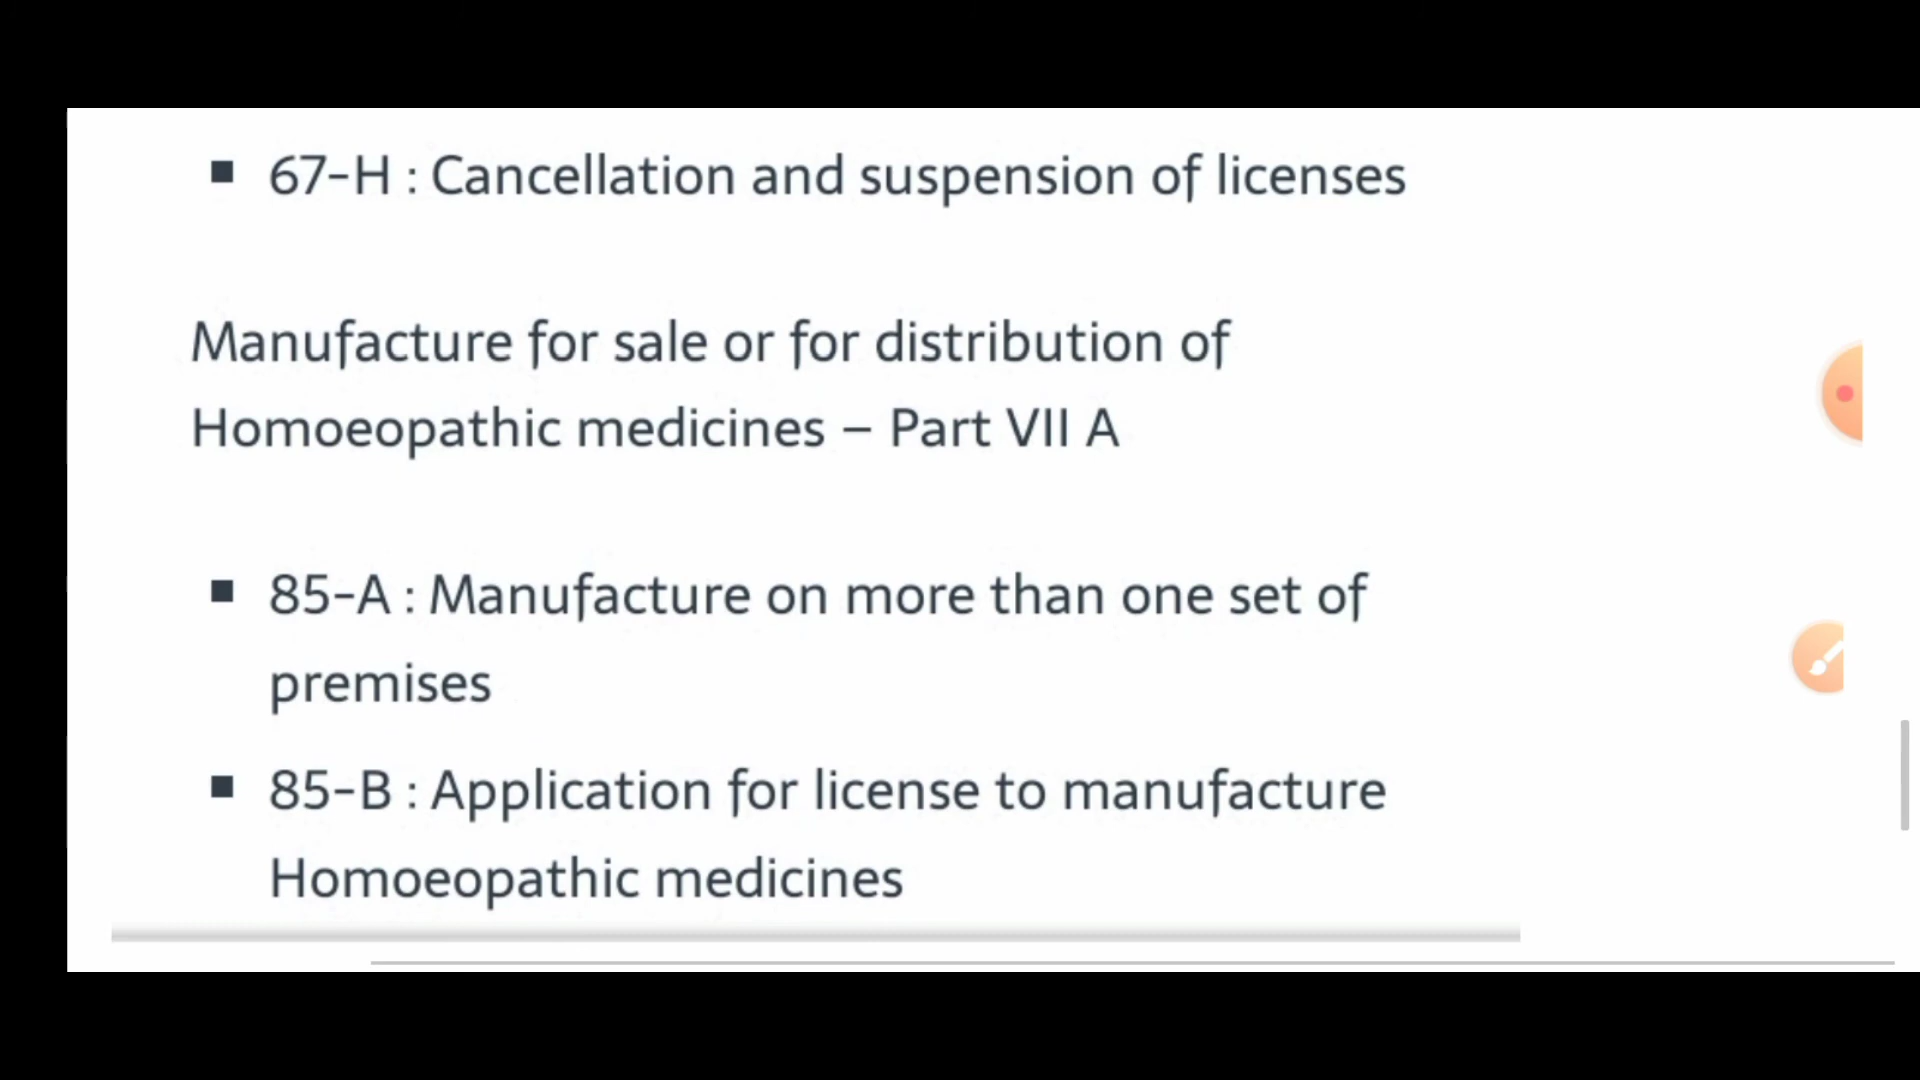 ▪ 67-H : Cancellation and suspension of licenses
Manufacture for sale or for distribution of
Homoeopathic medicines – Part VII A
▪ 85-A : Manufacture on more than one set of
premises
▪ 85-B : Application for license to manufacture
Homoeopathic medicines